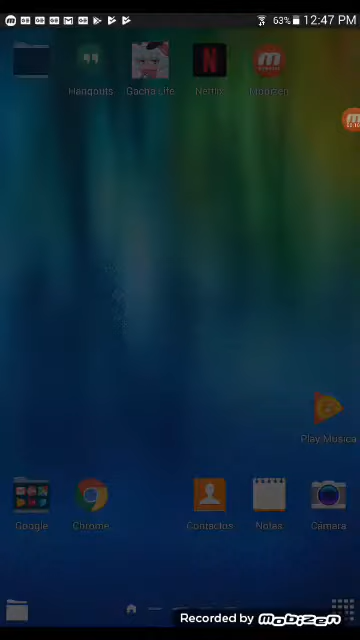 63% 12:47 PM
Hangouts Gacha Life Netflix Mobizen
Play Música
Google Chrome Contactos Notas Cámara
Recorded by Mobizen